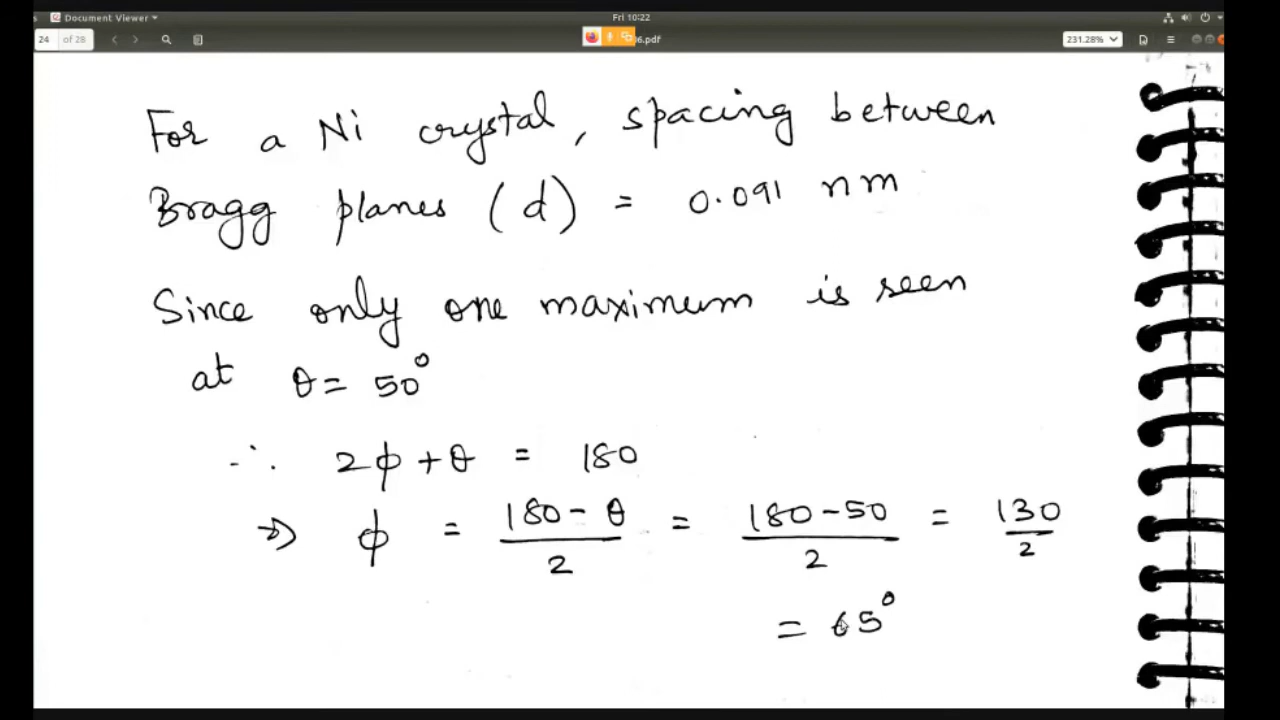 Document Viewer
Fri 10:22
24 of 28
6.pdf
231.28%
For a Ni crystal, spacing between
Bragg planes (d) = 0.091 nm
Since only one maximum is seen
at θ = 50°
∴ 2ϕ + θ = 180
⇒ ϕ = (180 - θ)/2 = (180 - 50)/2 = 130/2
= 65°